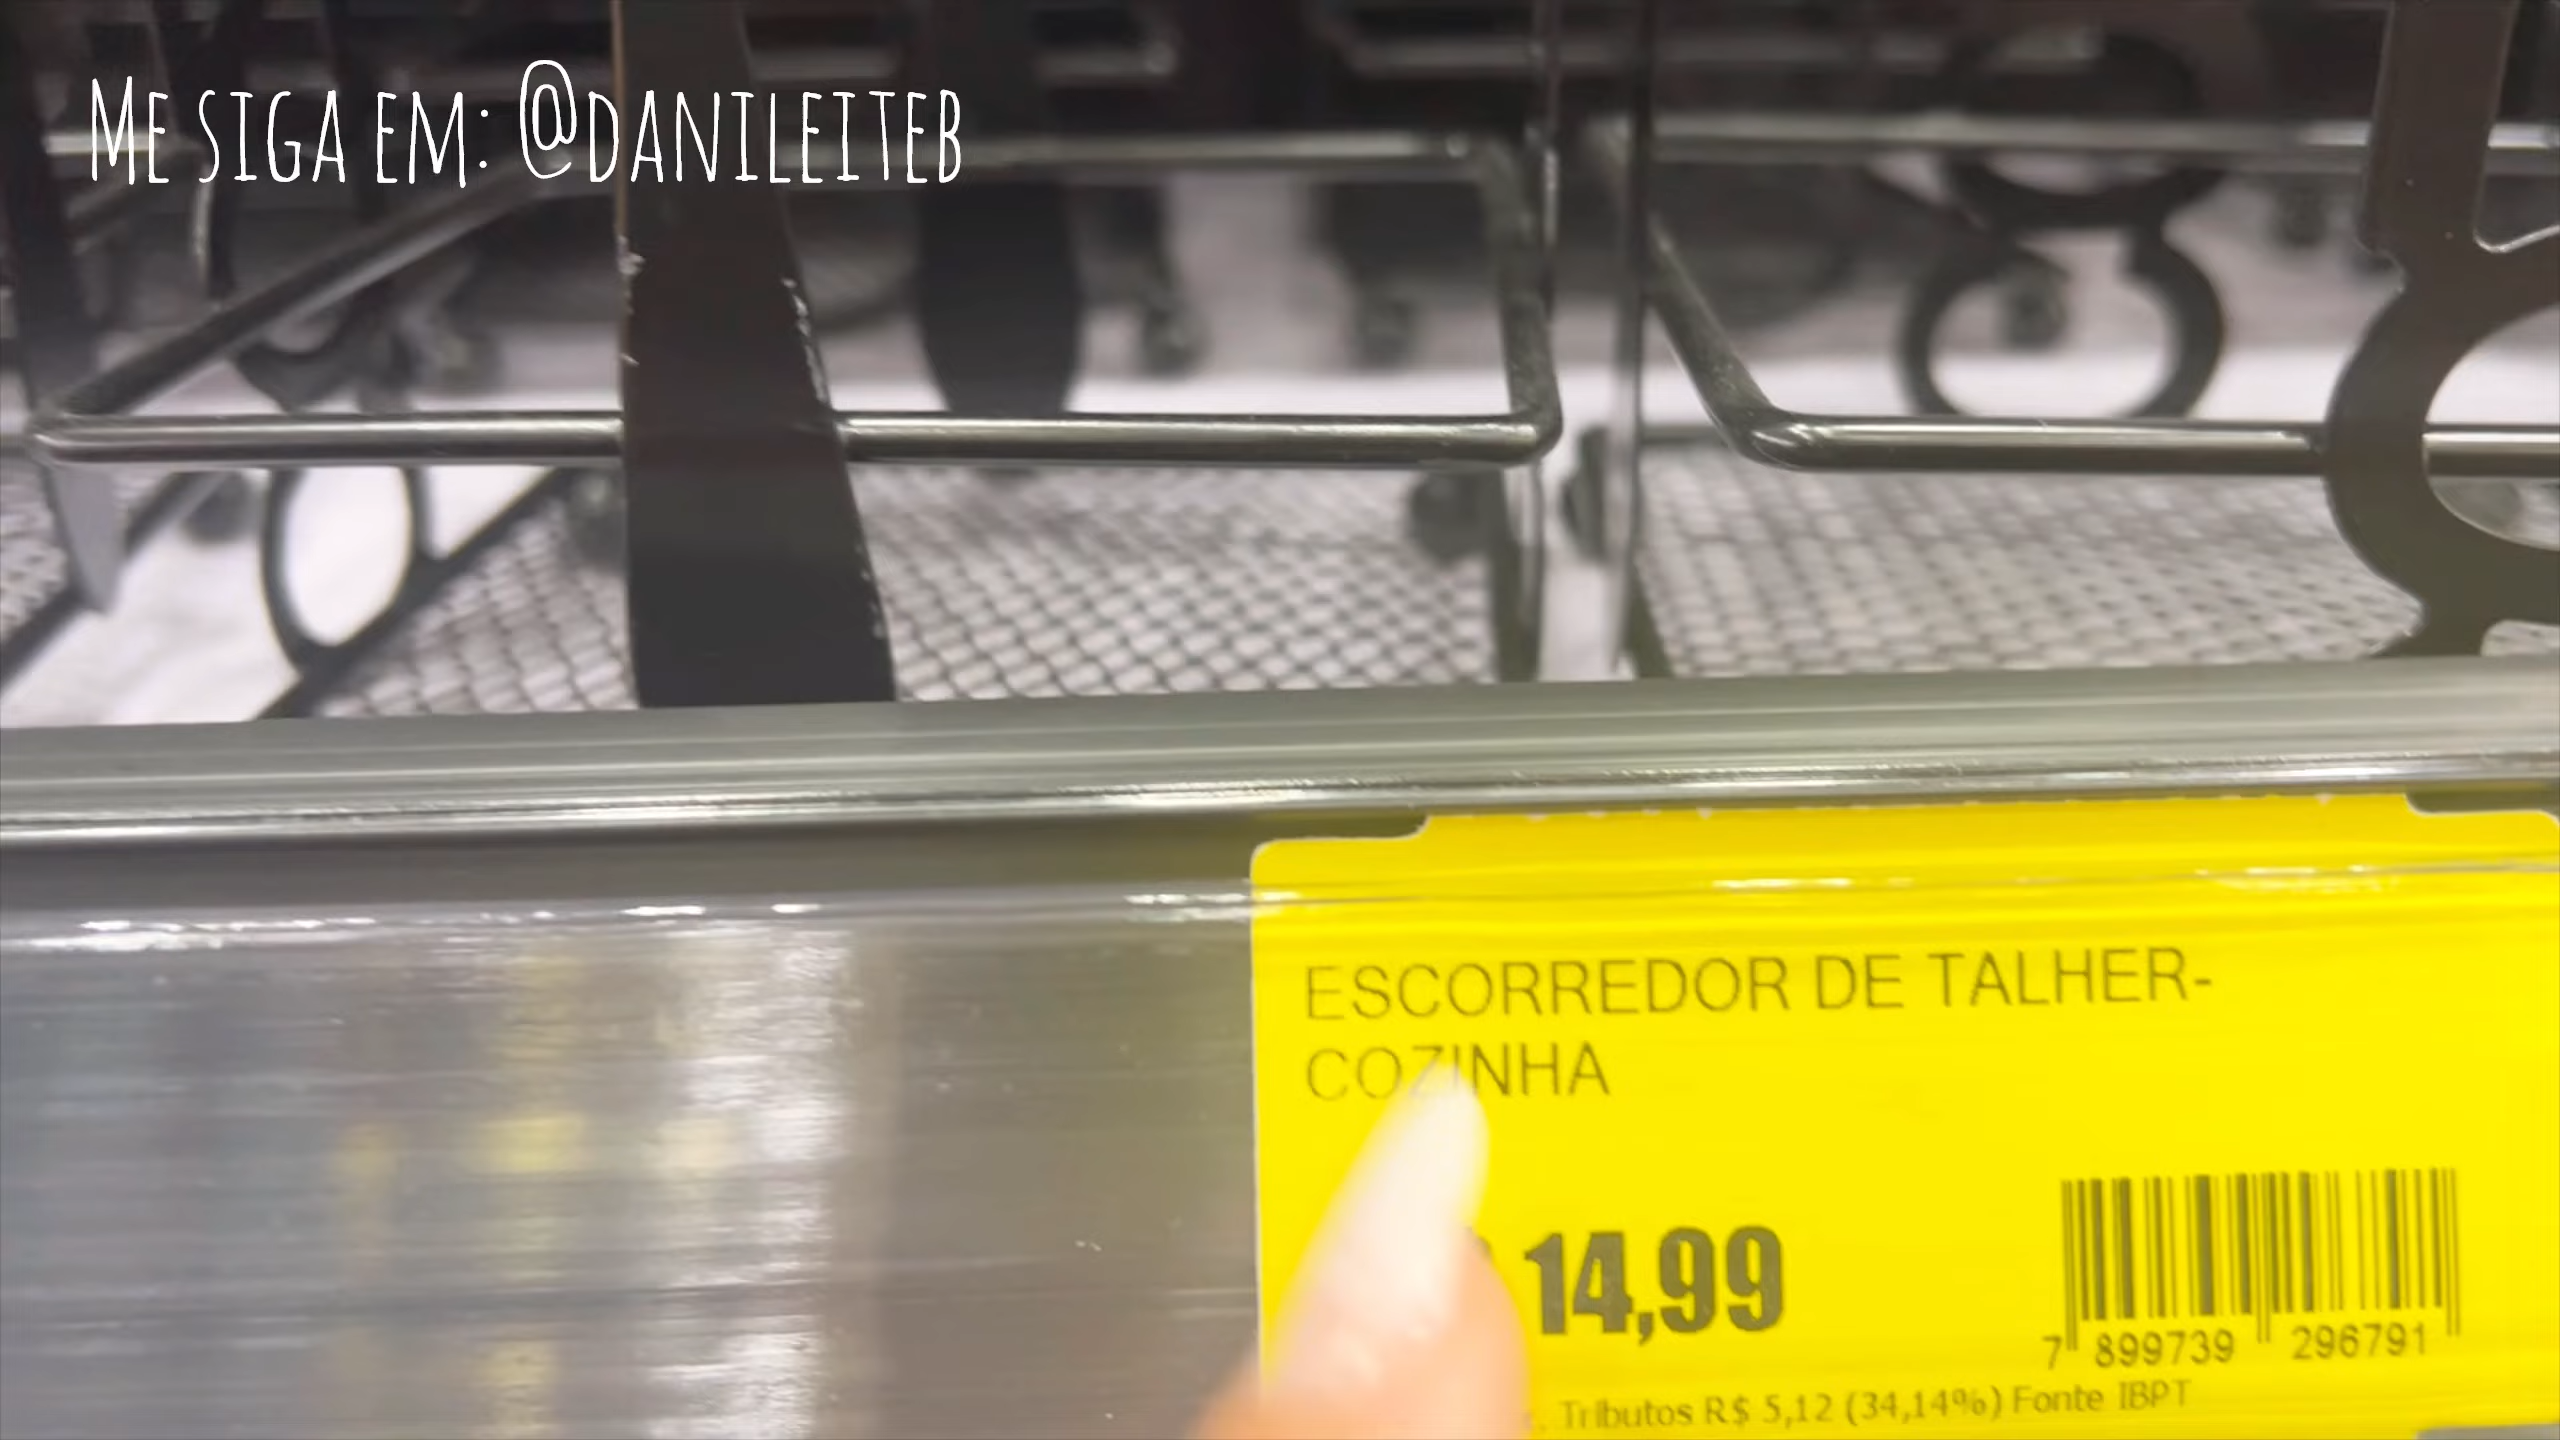 ME SIGA EM: @DANILEITEB
ESCORREDOR DE TALHER-
COZINHA
14,99
7 899739 296791
Tributos R$ 5,12 (34,14%) Fonte IBPT